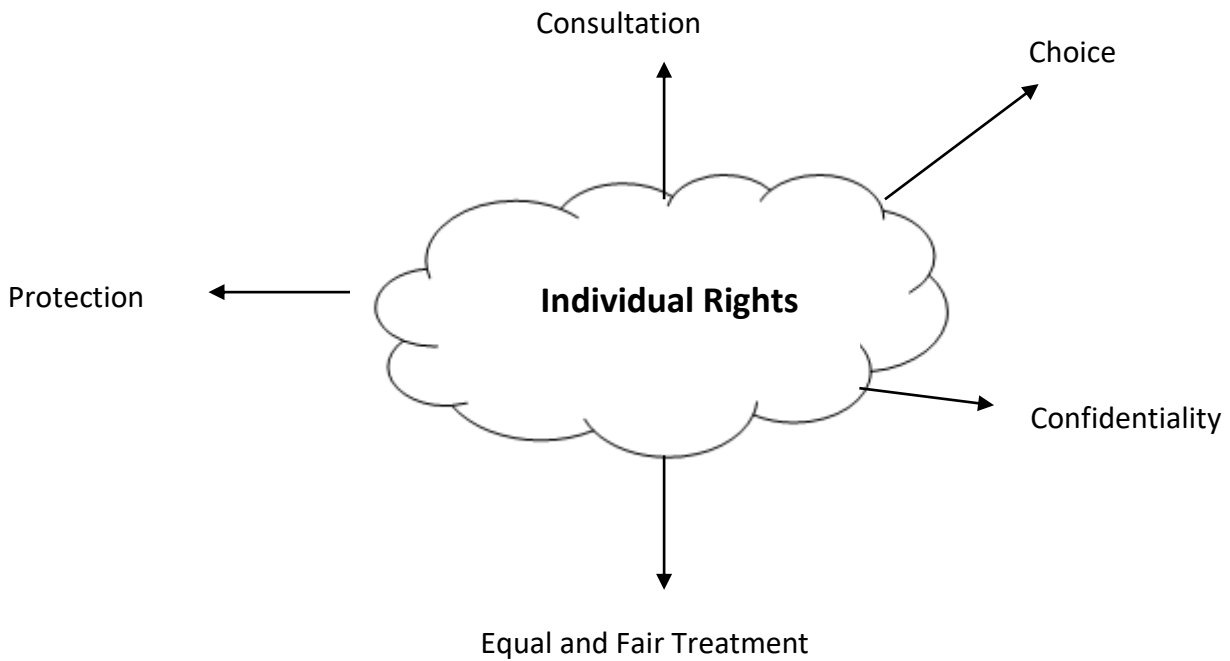 Consultation
Choice
Protection
Individual Rights
Confidentiality
Equal and Fair Treatment